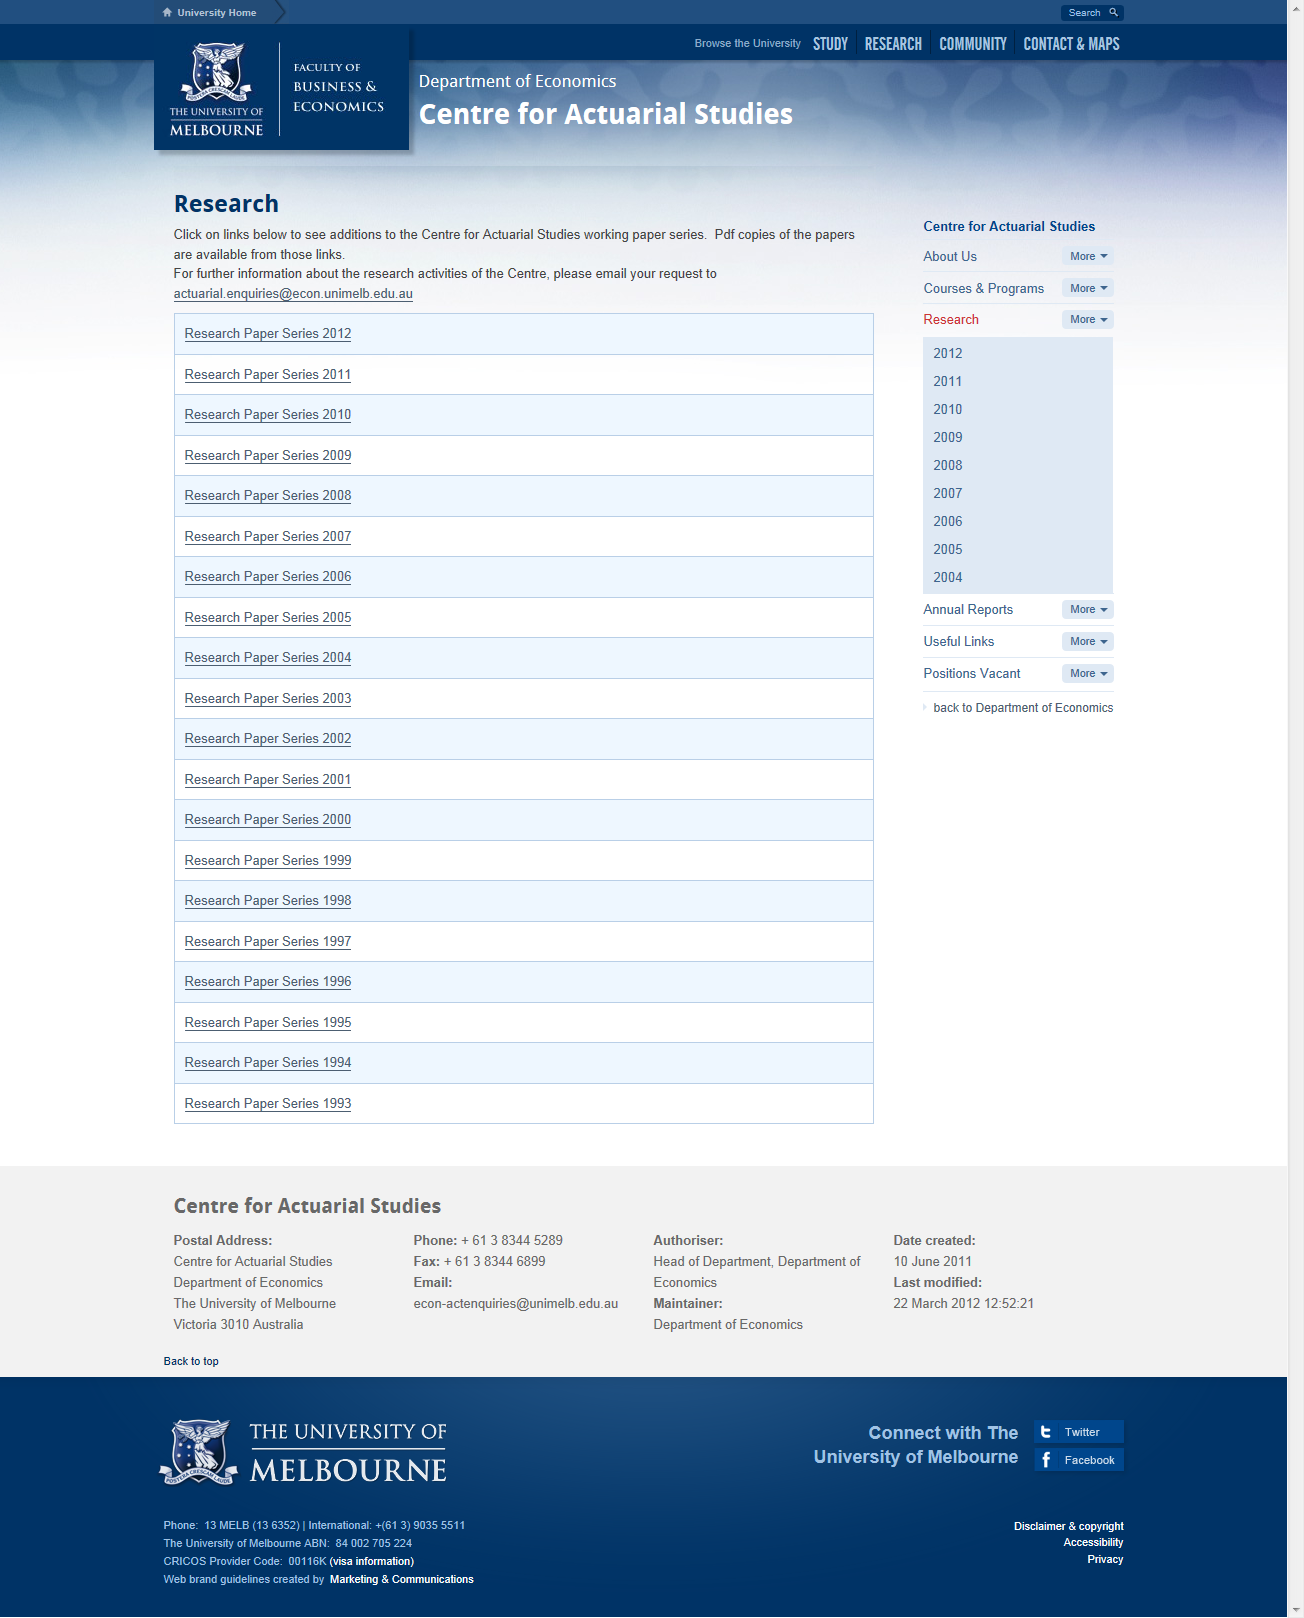 University Home
Search
Browse the University
STUDY
RESEARCH
COMMUNITY
CONTACT & MAPS
FACULTY OF
BUSINESS &
ECONOMICS
POSTERA CRESCAM LAUDE
THE UNIVERSITY OF
MELBOURNE
Department of Economics
Centre for Actuarial Studies
Research
Click on links below to see additions to the Centre for Actuarial Studies working paper series.  Pdf copies of the papers
are available from those links.
For further information about the research activities of the Centre, please email your request to
actuarial.enquiries@econ.unimelb.edu.au
Research Paper Series 2012
Research Paper Series 2011
Research Paper Series 2010
Research Paper Series 2009
Research Paper Series 2008
Research Paper Series 2007
Research Paper Series 2006
Research Paper Series 2005
Research Paper Series 2004
Research Paper Series 2003
Research Paper Series 2002
Research Paper Series 2001
Research Paper Series 2000
Research Paper Series 1999
Research Paper Series 1998
Research Paper Series 1997
Research Paper Series 1996
Research Paper Series 1995
Research Paper Series 1994
Research Paper Series 1993
Centre for Actuarial Studies
About Us More
Courses & Programs More
Research More
2012
2011
2010
2009
2008
2007
2006
2005
2004
Annual Reports More
Useful Links More
Positions Vacant More
back to Department of Economics
Centre for Actuarial Studies
Postal Address:
Centre for Actuarial Studies
Department of Economics
The University of Melbourne
Victoria 3010 Australia
Phone: + 61 3 8344 5289
Fax: + 61 3 8344 6899
Email:
econ-actenquiries@unimelb.edu.au
Authoriser:
Head of Department, Department of
Economics
Maintainer:
Department of Economics
Date created:
10 June 2011
Last modified:
22 March 2012 12:52:21
Back to top
POSTERA CRESCAM LAUDE
THE UNIVERSITY OF
MELBOURNE
Connect with The
University of Melbourne
Twitter
Facebook
Phone:  13 MELB (13 6352) | International: +(61 3) 9035 5511
The University of Melbourne ABN:  84 002 705 224
CRICOS Provider Code:  00116K (visa information)
Web brand guidelines created by  Marketing & Communications
Disclaimer & copyright
Accessibility
Privacy